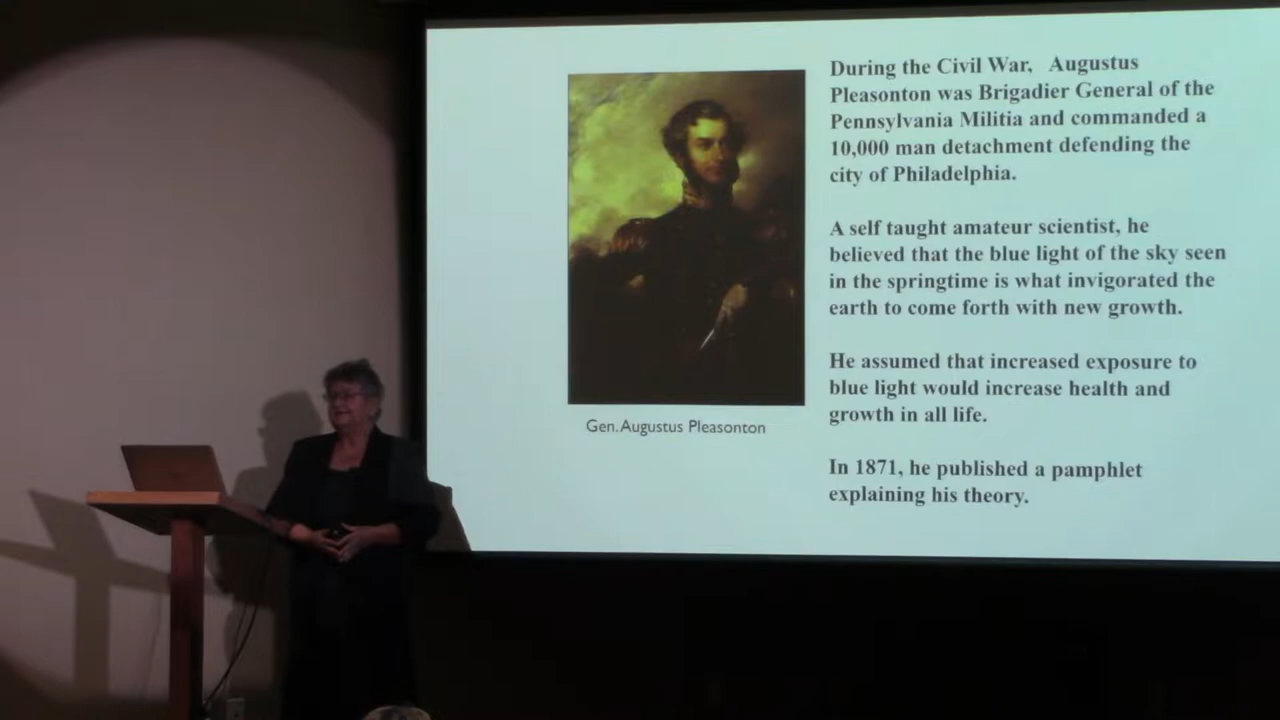 During the Civil War, Augustus
Pleasonton was Brigadier General of the
Pennsylvania Militia and commanded a
10,000 man detachment defending the
city of Philadelphia.
A self taught amateur scientist, he
believed that the blue light of the sky seen
in the springtime is what invigorated the
earth to come forth with new growth.
He assumed that increased exposure to
blue light would increase health and
growth in all life.
In 1871, he published a pamphlet
explaining his theory.
Gen. Augustus Pleasonton